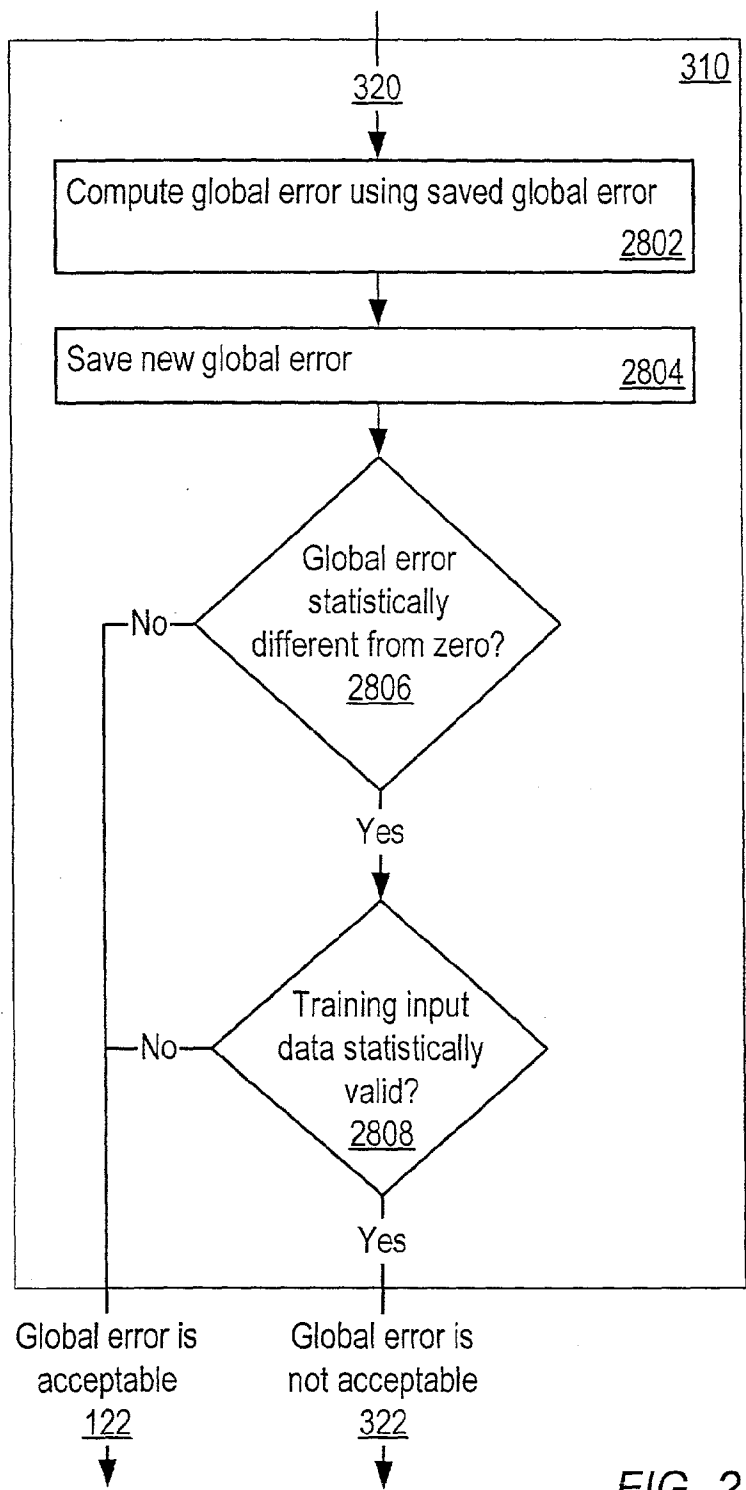 320
310
Compute global error using saved global error
2802
Save new global error
2804
Global error
statistically
different from zero?
2806
No
Yes
Training input
data statistically
valid?
2808
No
Yes
Global error is
acceptable
122
Global error is
not acceptable
322
FIG. 2